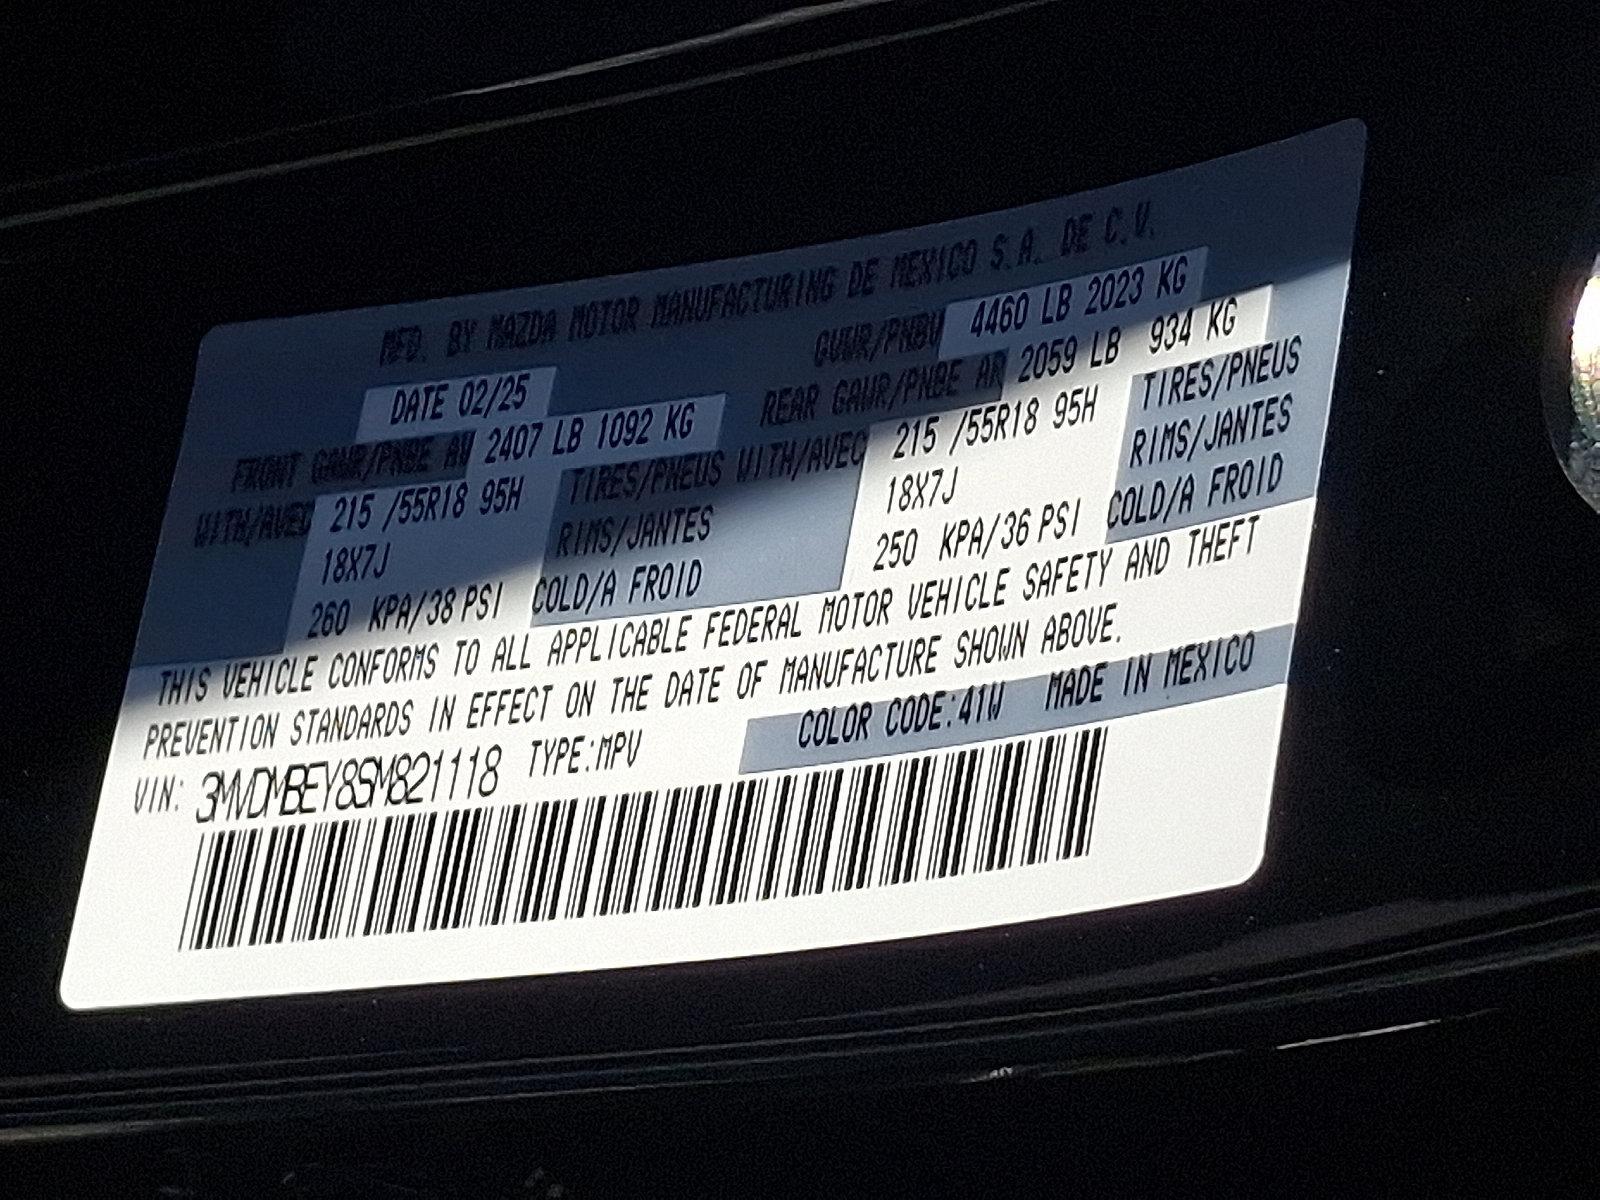 MFD. BY MAZDA MOTOR MANUFACTURING DE MEXICO S.A. DE C.V.
DATE 02/25 GVWR/PNBV 4460 LB 2023 KG
FRONT GAWR/PNBE AV 2407 LB 1092 KG REAR GAWR/PNBE AR 2059 LB 934 KG
WITH/AVEC 215 /55R18 95H TIRES/PNEUS WITH/AVEC 215 /55R18 95H TIRES/PNEUS
18X7J RIMS/JANTES 18X7J RIMS/JANTES
260 KPA/38 PSI COLD/A FROID 250 KPA/36 PSI COLD/A FROID
THIS VEHICLE CONFORMS TO ALL APPLICABLE FEDERAL MOTOR VEHICLE SAFETY AND THEFT
PREVENTION STANDARDS IN EFFECT ON THE DATE OF MANUFACTURE SHOWN ABOVE.
VIN: 3MVDMBEY8SM821118 TYPE:MPV COLOR CODE:41W MADE IN MEXICO